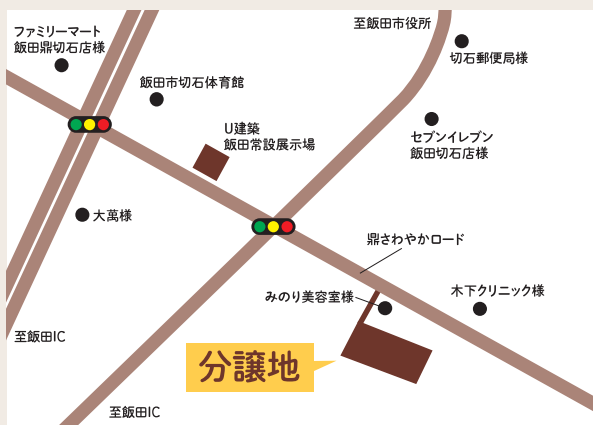 ファミリーマート
飯田鼎切石店様
至飯田市役所
切石郵便局様
飯田市切石体育館
U建築
飯田常設展示場
セブンイレブン
飯田切石店様
大萬様
鼎さわやかロード
みのり美容室様
木下クリニック様
至飯田IC
分譲地
至飯田IC